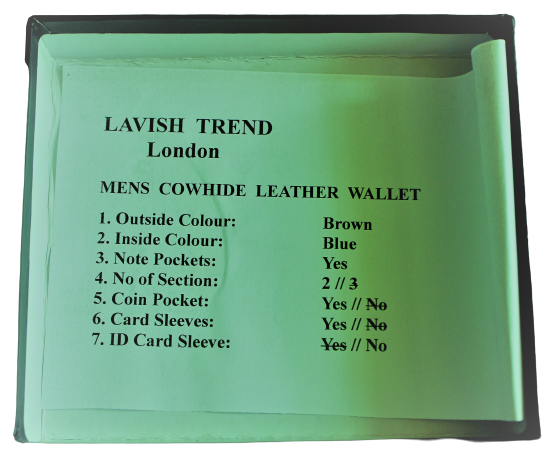 LAVISH TREND
London
MENS COWHIDE LEATHER WALLET
1. Outside Colour: Brown
2. Inside Colour: Blue
3. Note Pockets: Yes
4. No of Section: 2 // 3
5. Coin Pocket: Yes // No
6. Card Sleeves: Yes // No
7. ID Card Sleeve: Yes // No